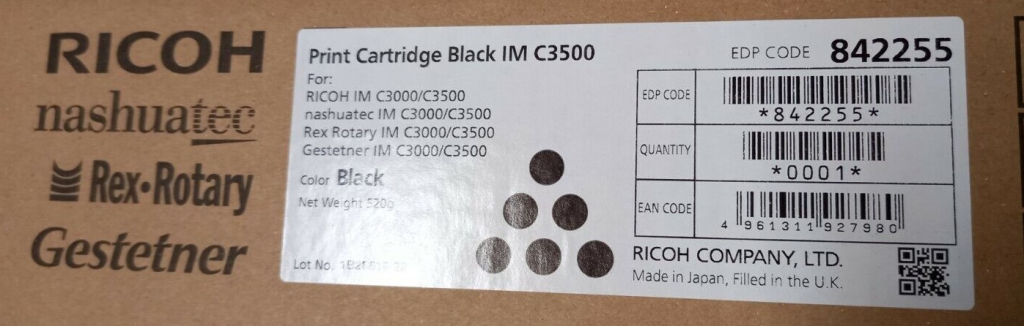 RICOH
nashuatec
Rex·Rotary
Gestetner
Print Cartridge Black IM C3500
For:
RICOH IM C3000/C3500
nashuatec IM C3000/C3500
Rex Rotary IM C3000/C3500
Gestetner IM C3000/C3500
Color Black
Net Weight 520g
Lot No.
EDP CODE 842255
EDP CODE
*842255*
QUANTITY
*0001*
EAN CODE
4 961311 927980
RICOH COMPANY, LTD.
Made in Japan, Filled in the U.K.